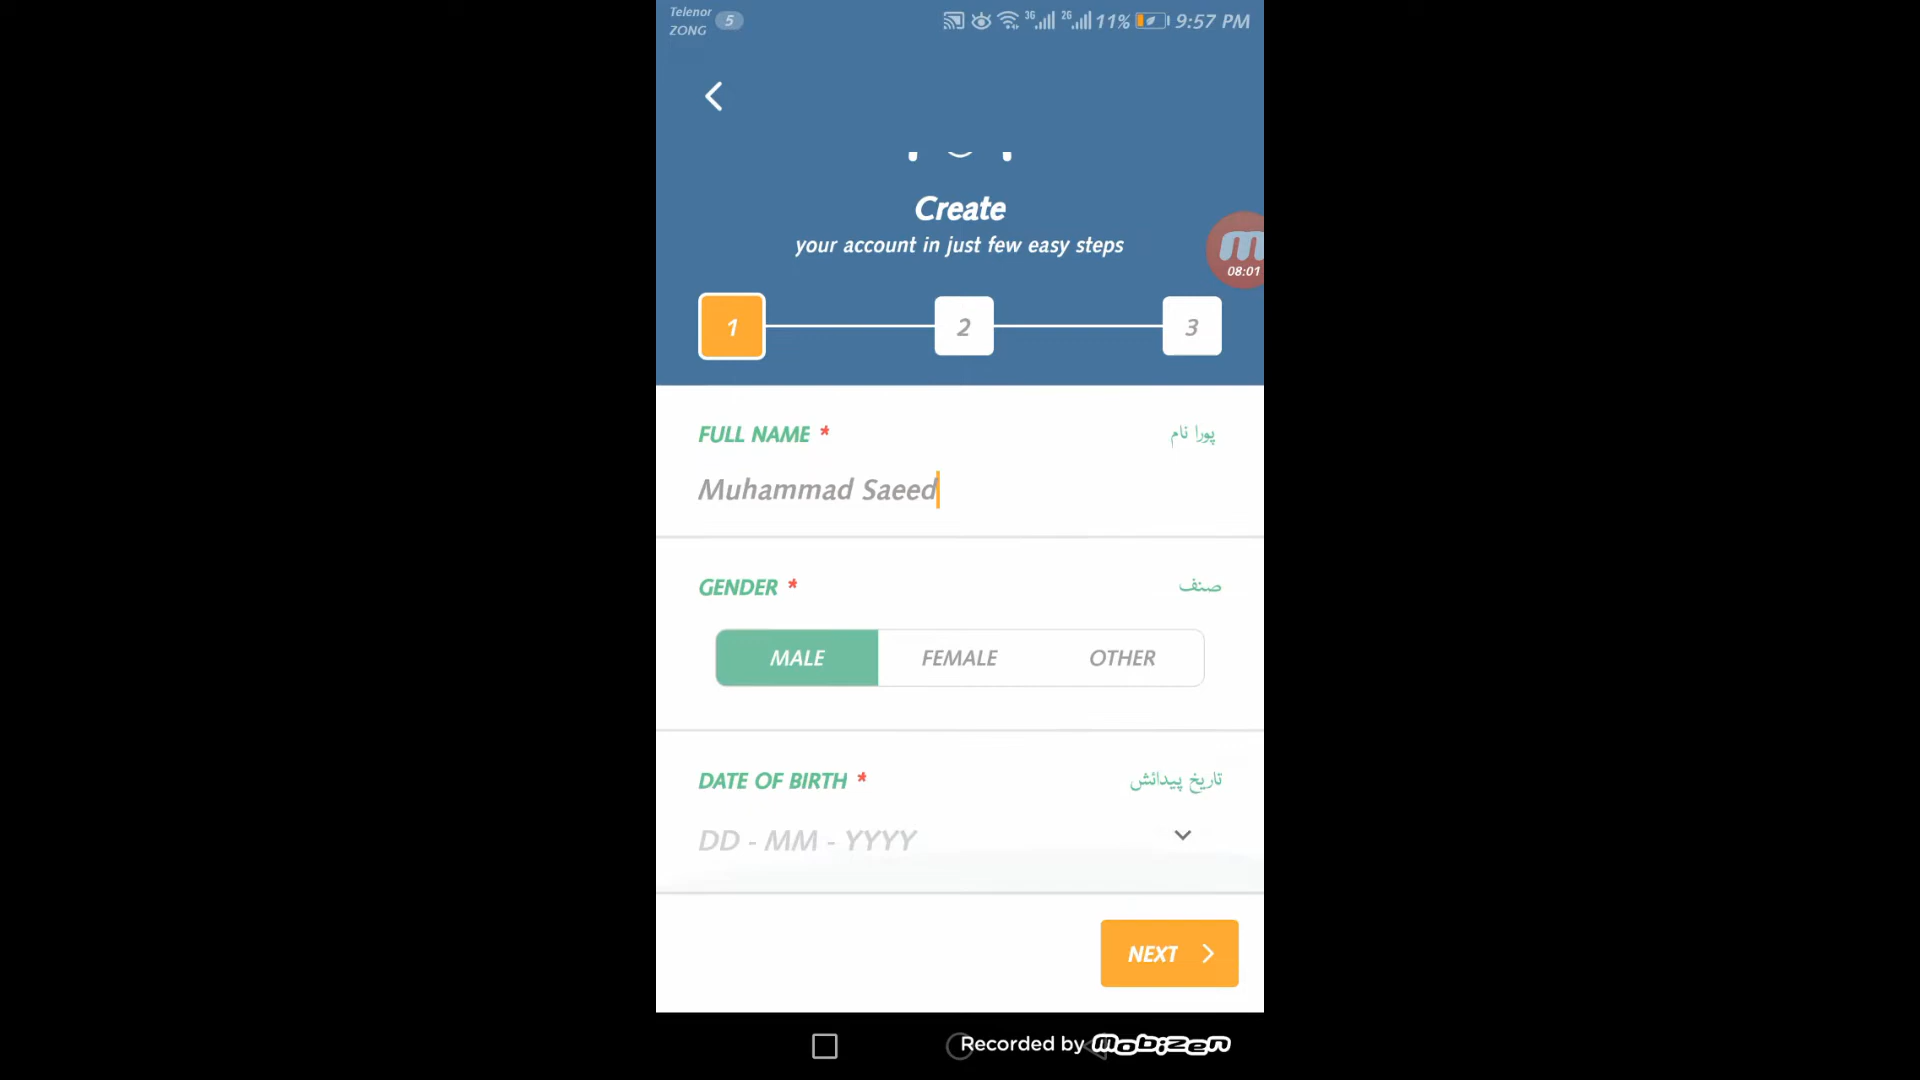 Telenor
ZONG
5
3G
2G
11%
9:57 PM
Create
your account in just few easy steps
08:01
1
2
3
FULL NAME *
پورا نام
Muhammad Saeed
GENDER *
صنف
MALE
FEMALE
OTHER
DATE OF BIRTH *
تاریخ پیدائش
DD - MM - YYYY
NEXT
Recorded by Mobizen